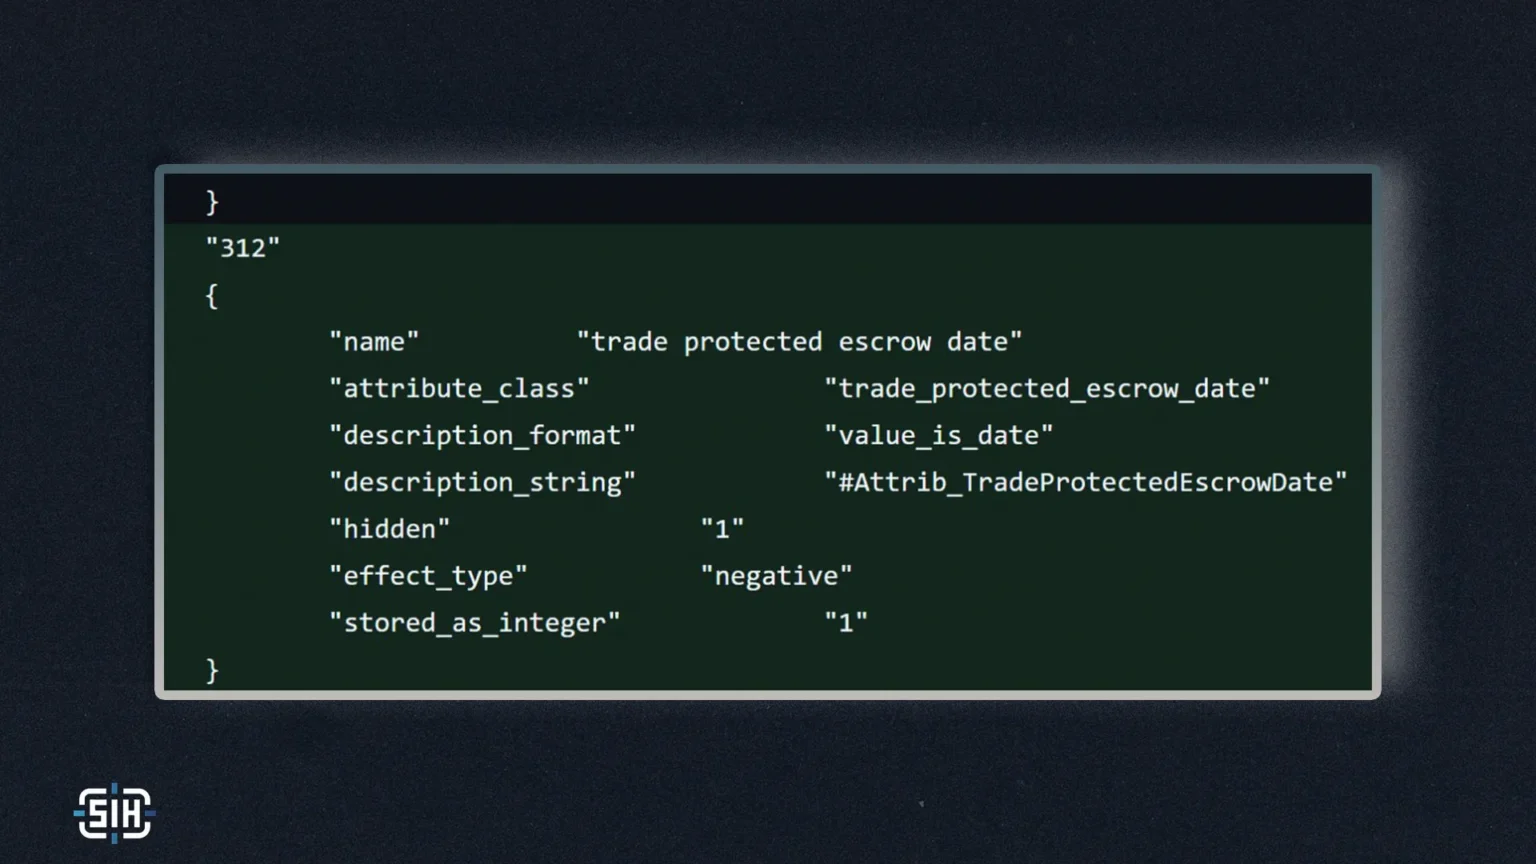 }
"312"
{
"name" "trade protected escrow date"
"attribute_class" "trade_protected_escrow_date"
"description_format" "value_is_date"
"description_string" "#Attrib_TradeProtectedEscrowDate"
"hidden" "1"
"effect_type" "negative"
"stored_as_integer" "1"
}
SIH